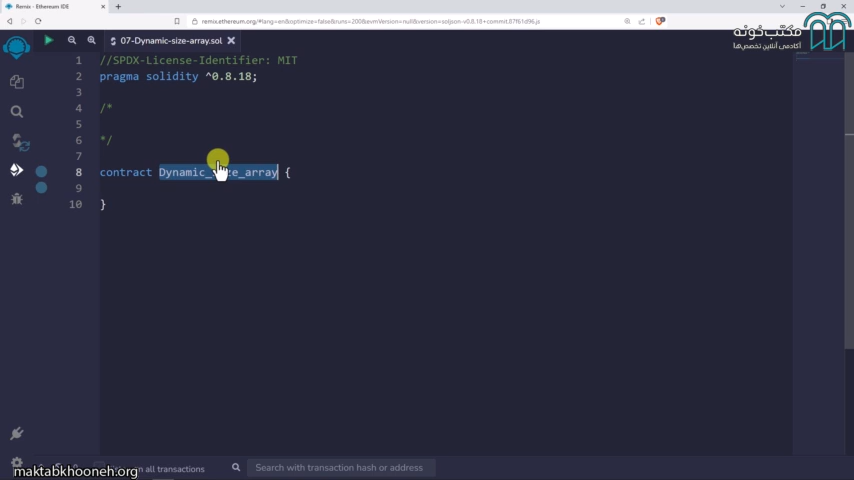 Remix - Ethereum IDE
remix.ethereum.org/#lang=en&optimize=false&runs=200&evmVersion=null&version=soljson-v0.8.18+commit.87f61d96.js
07-Dynamic-size-array.sol
مکتب‌خونه
آکادمی آنلاین تخصص‌ها
1 //SPDX-License-Identifier: MIT
2 pragma solidity ^0.8.18;
3
4 /*
5
6 */
7
8 contract Dynamic_size_array {
9
10 }
all transactions
Search with transaction hash or address
maktabkhooneh.org